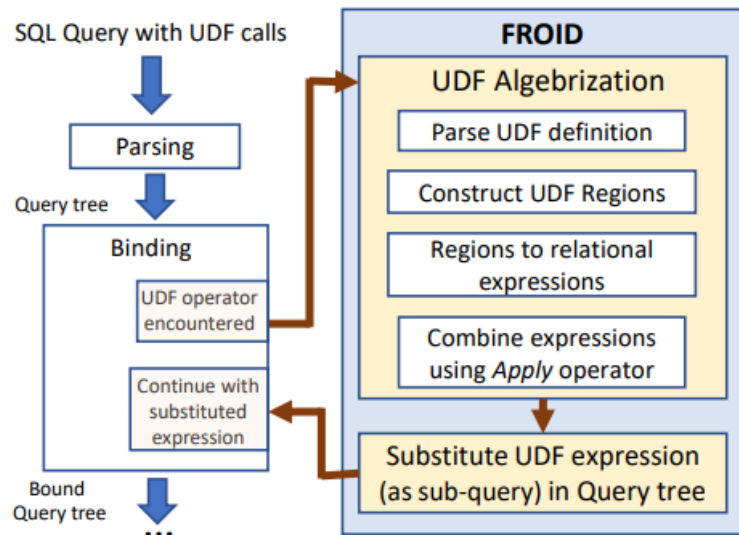 SQL Query with UDF calls
Parsing
Query tree
Binding
UDF operator
encountered
Continue with
substituted
expression
Bound
Query tree
...
FROID
UDF Algebrization
Parse UDF definition
Construct UDF Regions
Regions to relational
expressions
Combine expressions
using Apply operator
Substitute UDF expression
(as sub-query) in Query tree